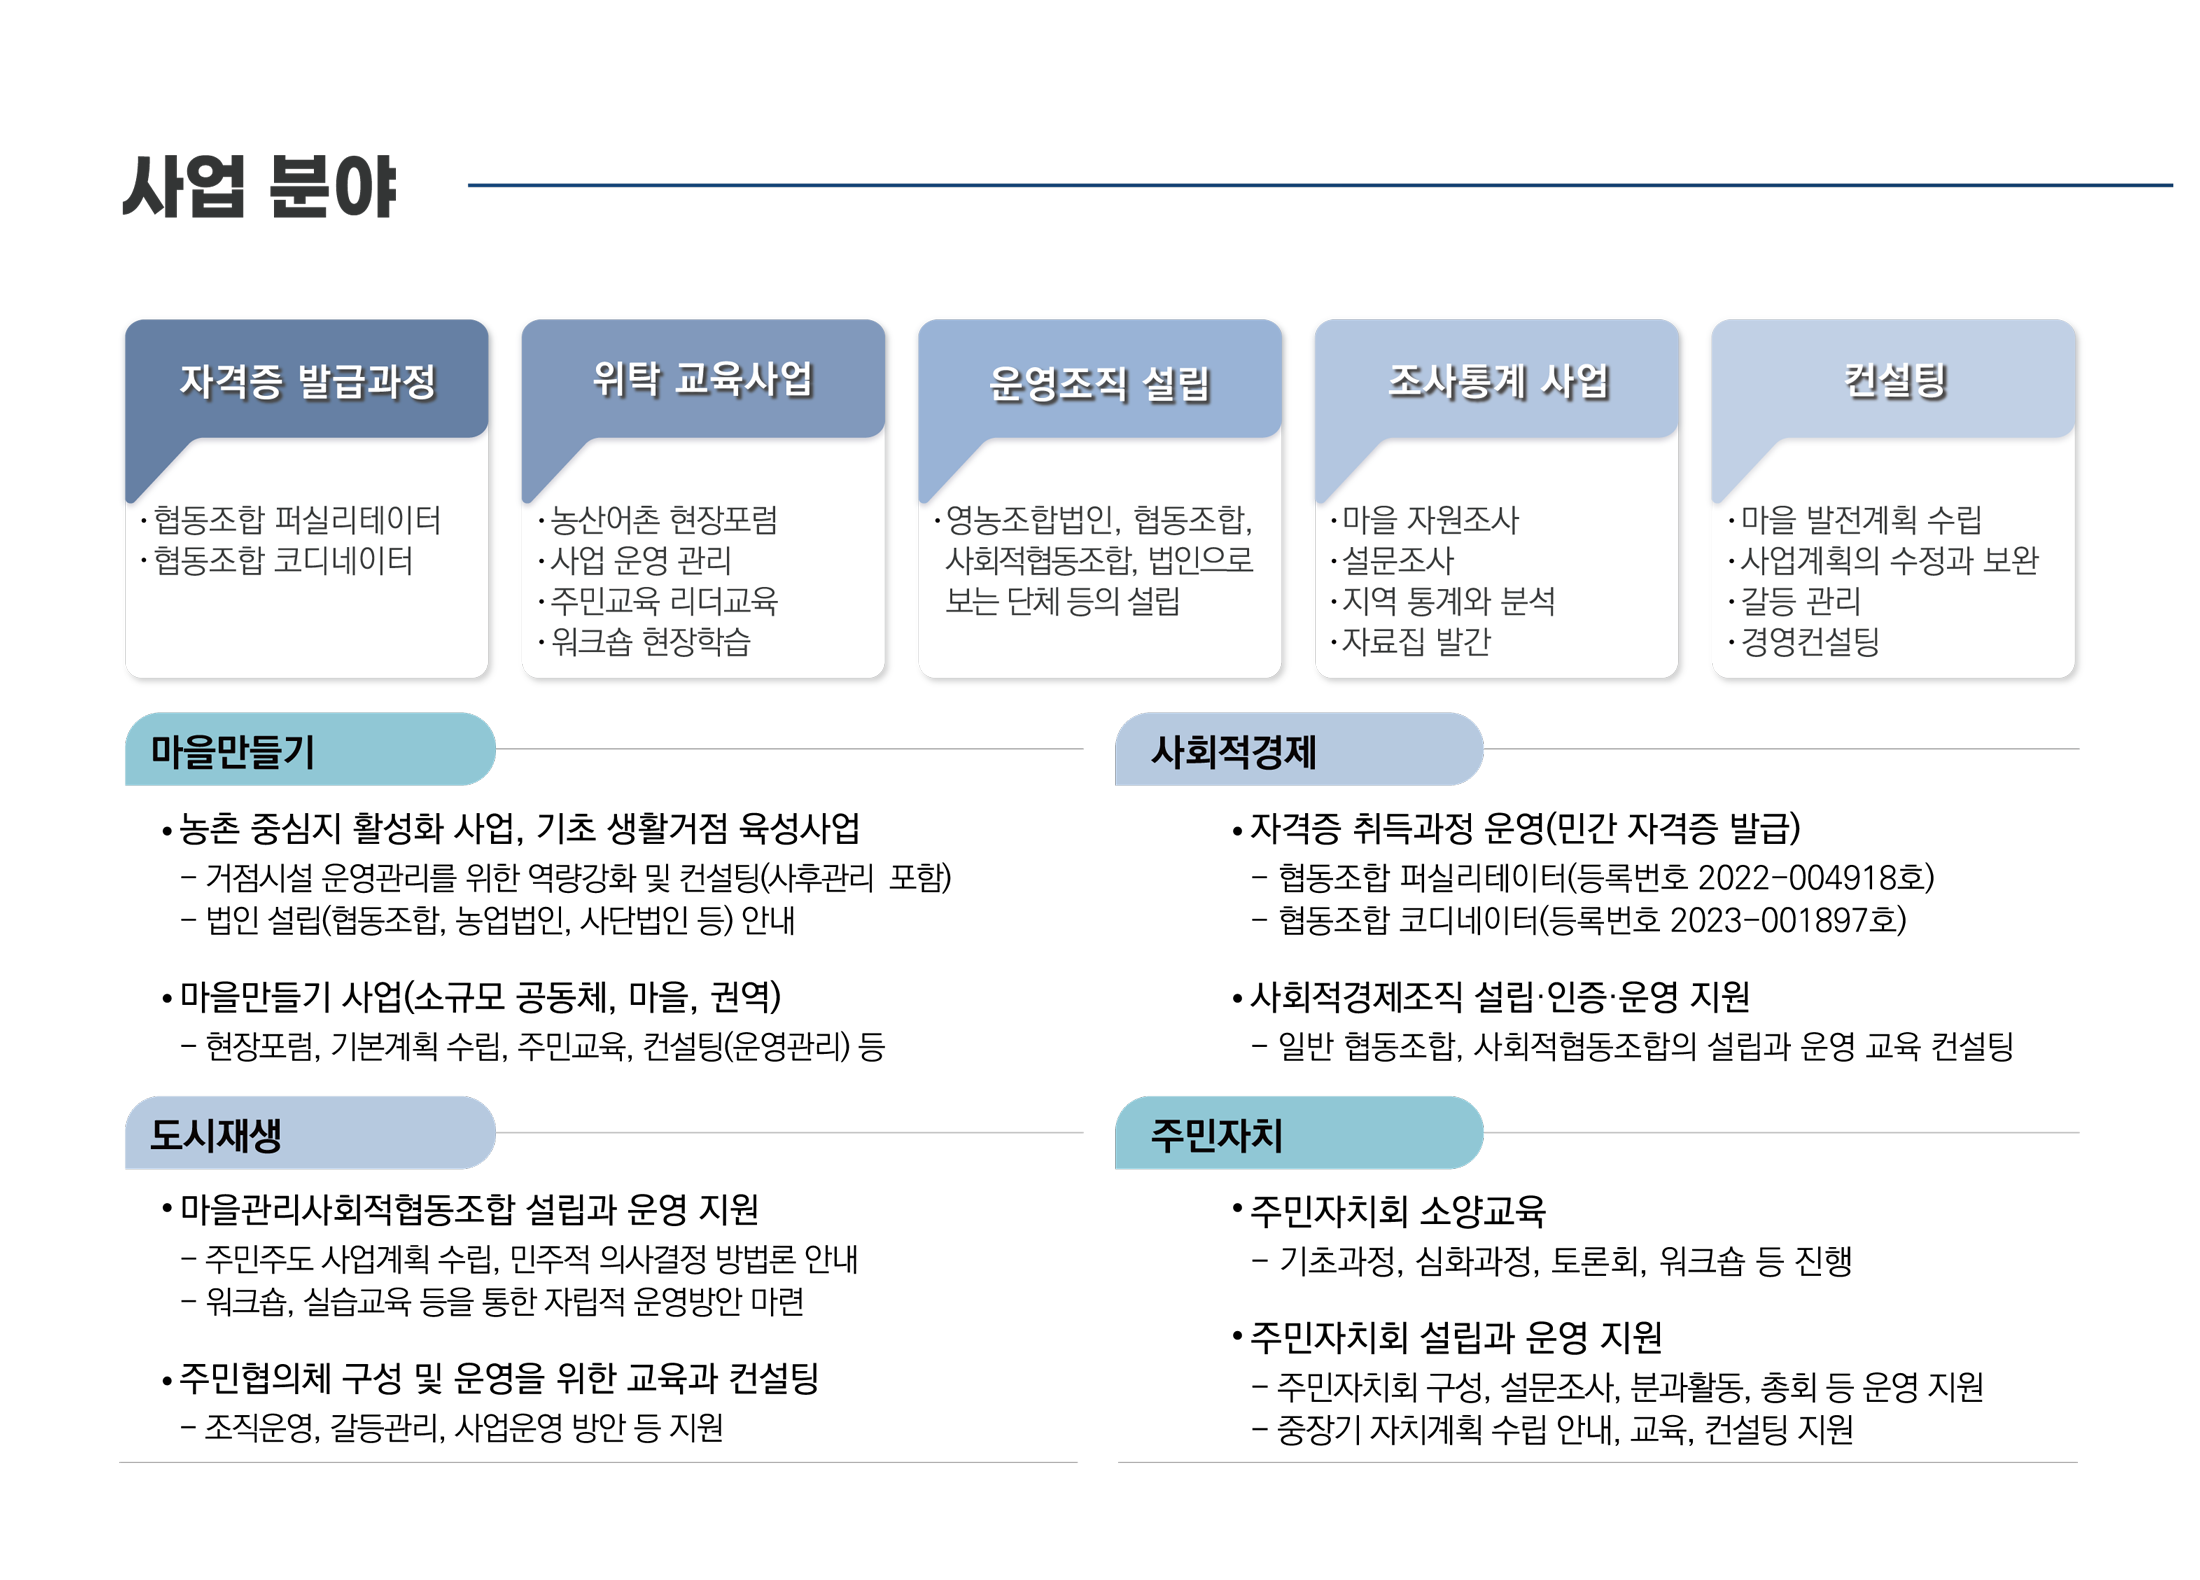 사업 분야
자격증 발급과정
·협동조합 퍼실리테이터
·협동조합 코디네이터
위탁 교육사업
·농산어촌 현장포럼
·사업 운영 관리
·주민교육 리더교육
·워크숍 현장학습
운영조직 설립
·영농조합법인, 협동조합,
사회적협동조합, 법인으로
보는 단체 등의 설립
조사통계 사업
·마을 자원조사
·설문조사
·지역 통계와 분석
·자료집 발간
컨설팅
·마을 발전계획 수립
·사업계획의 수정과 보완
·갈등 관리
·경영컨설팅
마을만들기
•농촌 중심지 활성화 사업, 기초 생활거점 육성사업
- 거점시설 운영관리를 위한 역량강화 및 컨설팅(사후관리 포함)
- 법인 설립(협동조합, 농업법인, 사단법인 등) 안내
•마을만들기 사업(소규모 공동체, 마을, 권역)
- 현장포럼, 기본계획 수립, 주민교육, 컨설팅(운영관리) 등
사회적경제
•자격증 취득과정 운영(민간 자격증 발급)
- 협동조합 퍼실리테이터(등록번호 2022-004918호)
- 협동조합 코디네이터(등록번호 2023-001897호)
•사회적경제조직 설립·인증·운영 지원
- 일반 협동조합, 사회적협동조합의 설립과 운영 교육 컨설팅
도시재생
•마을관리사회적협동조합 설립과 운영 지원
- 주민주도 사업계획 수립, 민주적 의사결정 방법론 안내
- 워크숍, 실습교육 등을 통한 자립적 운영방안 마련
•주민협의체 구성 및 운영을 위한 교육과 컨설팅
- 조직운영, 갈등관리, 사업운영 방안 등 지원
주민자치
•주민자치회 소양교육
- 기초과정, 심화과정, 토론회, 워크숍 등 진행
•주민자치회 설립과 운영 지원
- 주민자치회 구성, 설문조사, 분과활동, 총회 등 운영 지원
- 중장기 자치계획 수립 안내, 교육, 컨설팅 지원